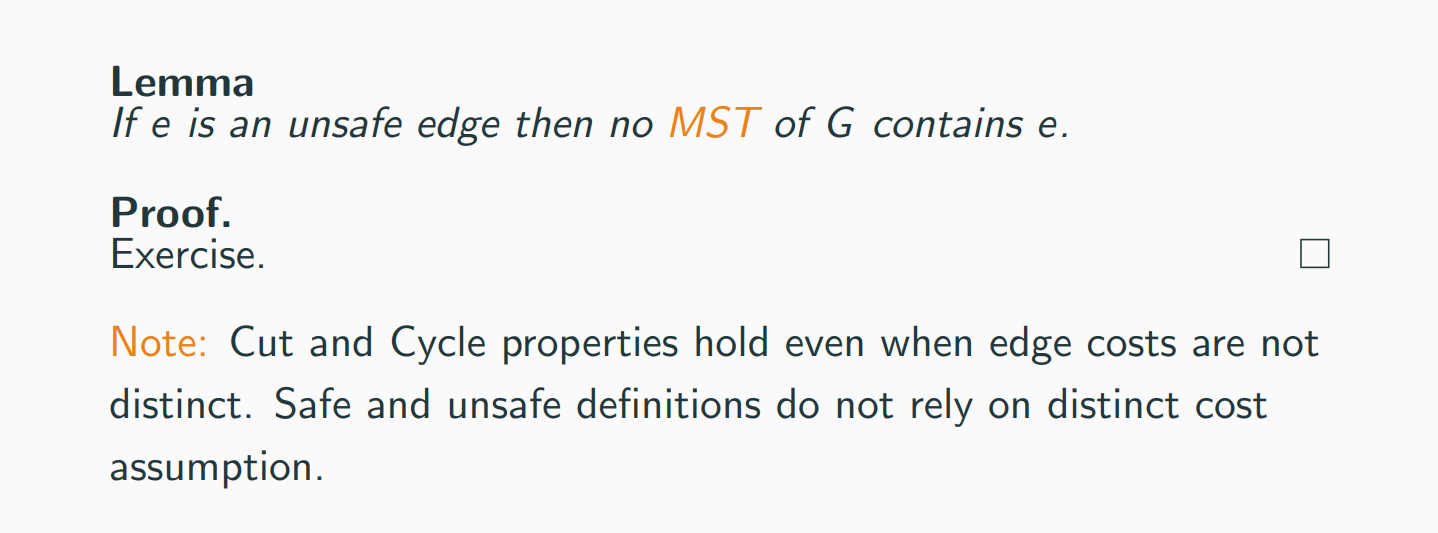 Lemma
If e is an unsafe edge then no MST of G contains e.
Proof.
Exercise. □
Note: Cut and Cycle properties hold even when edge costs are not
distinct. Safe and unsafe definitions do not rely on distinct cost
assumption.